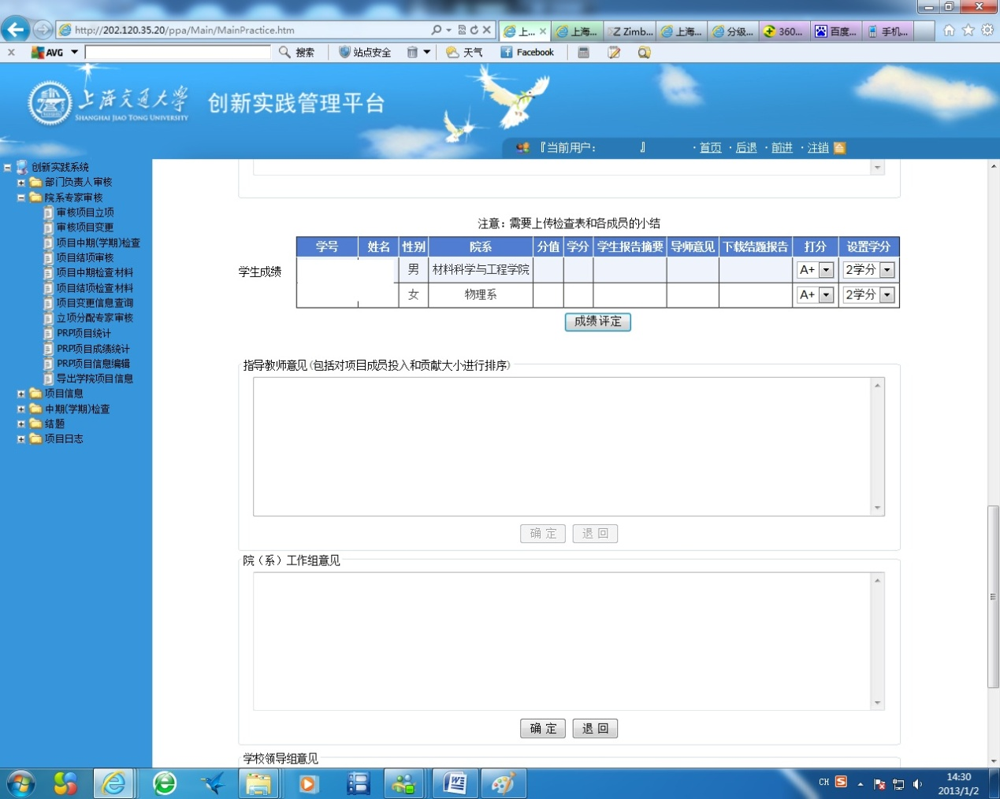 http://202.120.35.20/ppa/Main/MainPractice.htm
上...
上海...
Zimb...
上海...
分级...
360...
百度...
手机...
AVG
搜索
站点安全
天气
Facebook
上海交通大学
SHANGHAI JIAO TONG UNIVERSITY
创新实践管理平台
『当前用户: 』 ·首页 ·后退 ·前进 ·注销
创新实践系统
部门负责人审核
院系专家审核
审核项目立项
审核项目变更
项目中期(学期)检查
项目结项审核
项目中期检查材料
项目结项检查材料
项目变更信息查询
立项分配专家审核
PRP项目统计
PRP项目成绩统计
PRP项目信息编辑
导出学院项目信息
项目信息
中期(学期)检查
结题
项目日志
注意：需要上传检查表和各成员的小结
学生成绩
学号 姓名 性别 院系 分值 学分 学生报告摘要 导师意见 下载结题报告 打分 设置学分
男 材料科学与工程学院 A+ 2学分
女 物理系 A+ 2学分
成绩评定
指导教师意见(包括对项目成员投入和贡献大小进行排序)
确 定 退 回
院（系）工作组意见
确 定 退 回
学校领导组意见
CH
14:30
2013/1/2